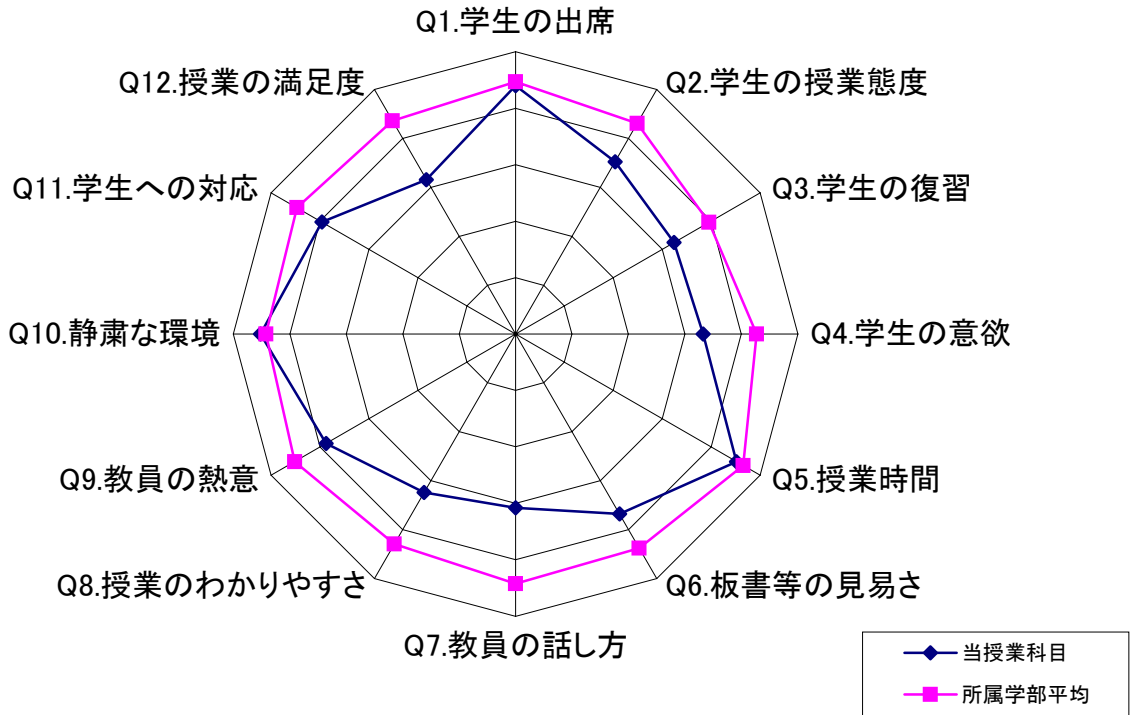 Q1.学生の出席
Q2.学生の授業態度
Q3.学生の復習
Q4.学生の意欲
Q5.授業時間
Q6.板書等の見易さ
Q7.教員の話し方
Q8.授業のわかりやすさ
Q9.教員の熱意
Q10.静粛な環境
Q11.学生への対応
Q12.授業の満足度
当授業科目
所属学部平均